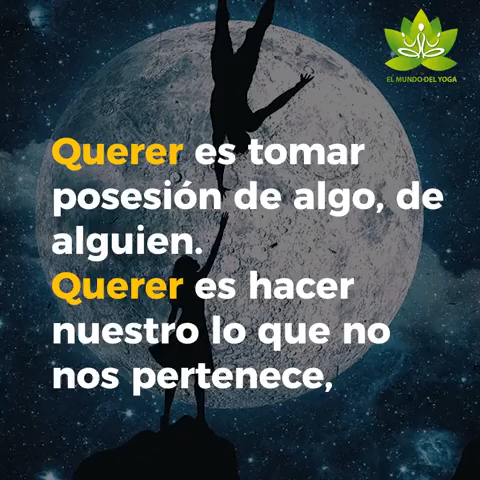 EL MUNDO DEL YOGA
Querer es tomar
posesión de algo, de
alguien.
Querer es hacer
nuestro lo que no
nos pertenece,